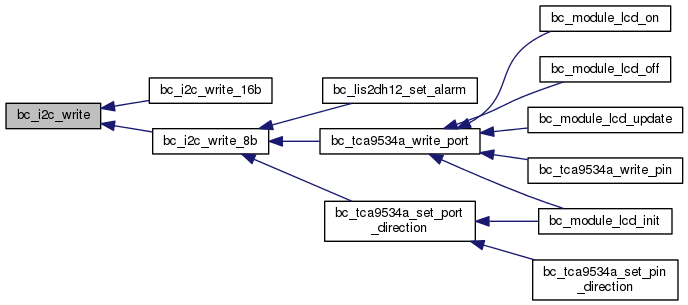 bc_i2c_write
bc_i2c_write_16b
bc_i2c_write_8b
bc_lis2dh12_set_alarm
bc_tca9534a_write_port
bc_tca9534a_set_port
_direction
bc_module_lcd_on
bc_module_lcd_off
bc_module_lcd_update
bc_tca9534a_write_pin
bc_module_lcd_init
bc_tca9534a_set_pin
_direction